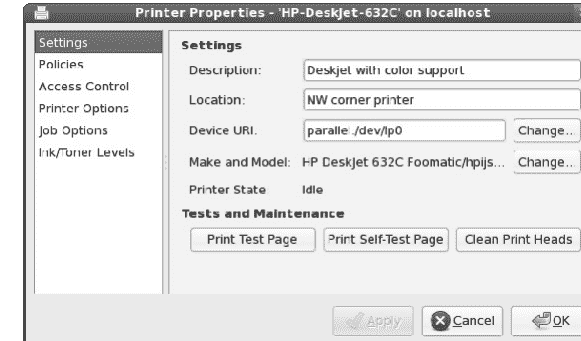 Printer Properties - 'HP-DeskJet-632C' on localhost
Settings
Policies
Access Control
Printer Options
Job Options
Ink/Toner Levels
Settings
Description: Deskjet with color support
Location: NW corner printer
Device URI: paralle./dev/lp0 Change...
Make and Model: HP DeskJet 632C Foomatic/hpijs... Change...
Printer State Idle
Tests and Maintenance
Print Test Page Print Self-Test Page Clean Print Heads
Apply Cancel OK